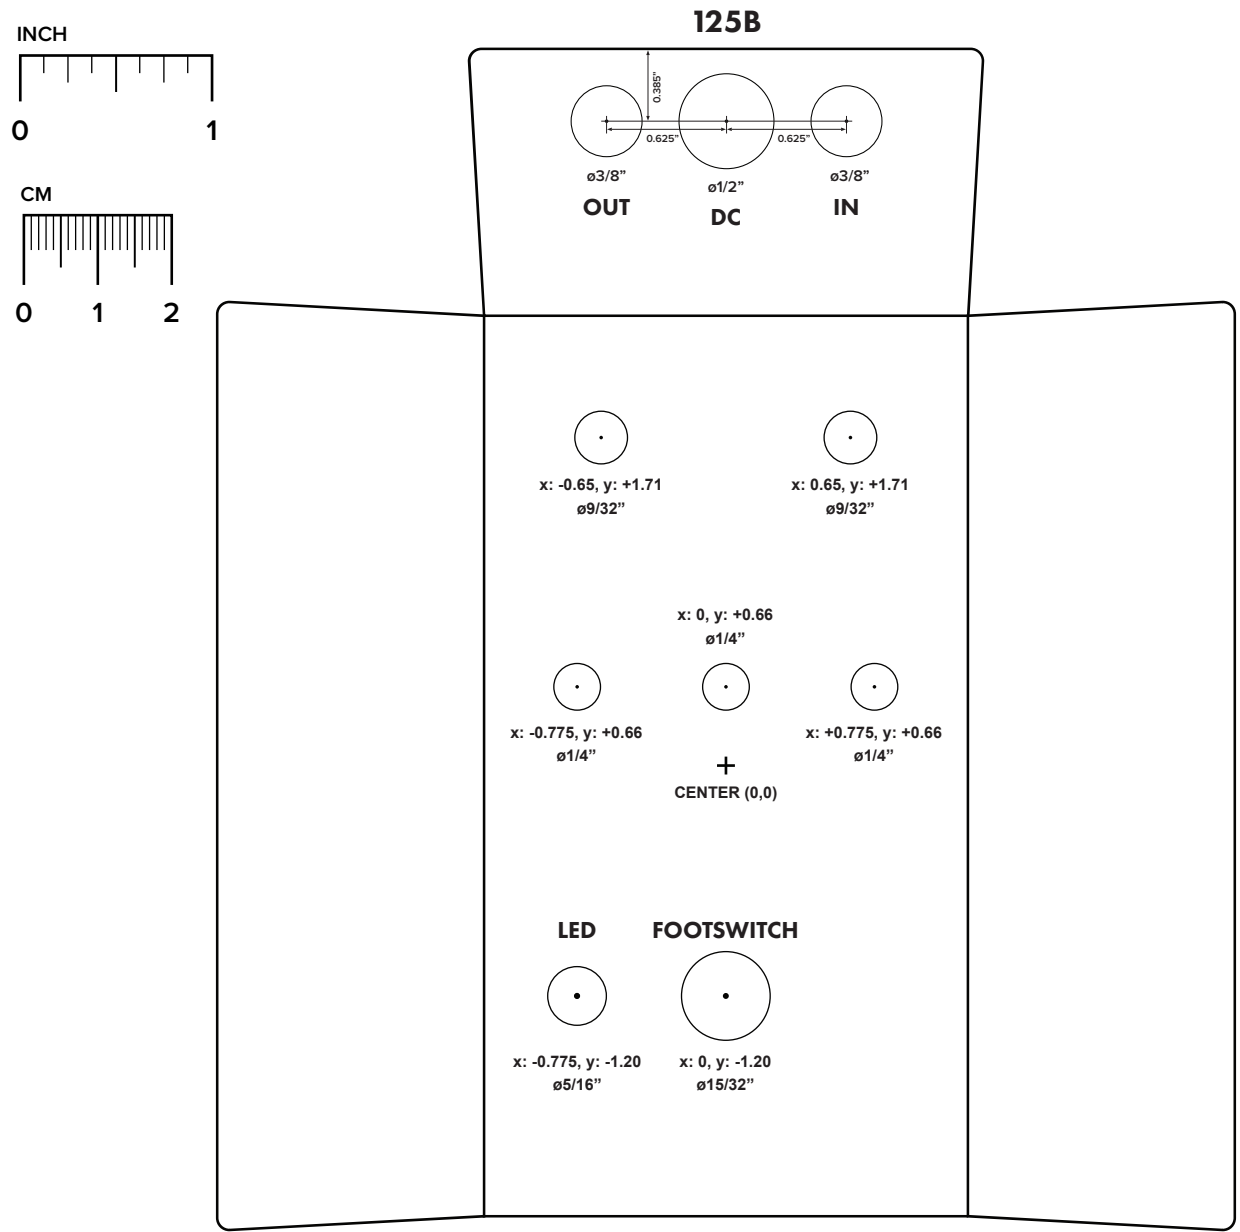 125B
INCH
0 1
CM
0 1 2
0.385"
0.625" 0.625"
ø3/8” ø1/2” ø3/8”
OUT DC IN
x: -0.65, y: +1.71
ø9/32”
x: 0.65, y: +1.71
ø9/32”
x: 0, y: +0.66
ø1/4”
x: -0.775, y: +0.66
ø1/4”
x: +0.775, y: +0.66
ø1/4”
CENTER (0,0)
LED FOOTSWITCH
x: -0.775, y: -1.20
ø5/16”
x: 0, y: -1.20
ø15/32”